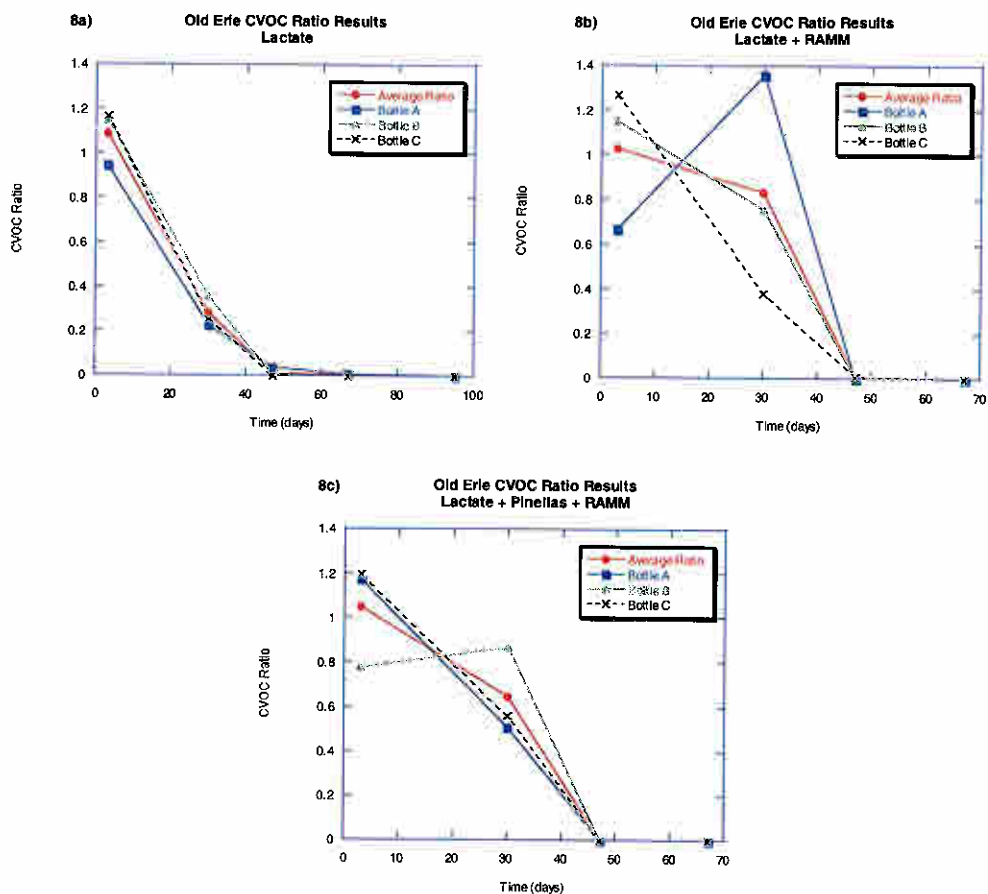 8a)
Old Erie CVOC Ratio Results
Lactate
1.4
1.2
1
0.8
0.6
0.4
0.2
0
0 20 40 60 80 100
CVOC Ratio
Time (days)
Average Ratio
Bottle A
Bottle B
Bottle C
8b)
Old Erie CVOC Ratio Results
Lactate + RAMM
1.4
1.2
1
0.8
0.6
0.4
0.2
0
0 10 20 30 40 50 60 70
CVOC Ratio
Time (days)
Average Ratio
Bottle A
Bottle B
Bottle C
8c)
Old Erie CVOC Ratio Results
Lactate + Pinellas + RAMM
1.4
1.2
1
0.8
0.6
0.4
0.2
0
0 10 20 30 40 50 60 70
CVOC Ratio
Time (days)
Average Ratio
Bottle A
Bottle B
Bottle C